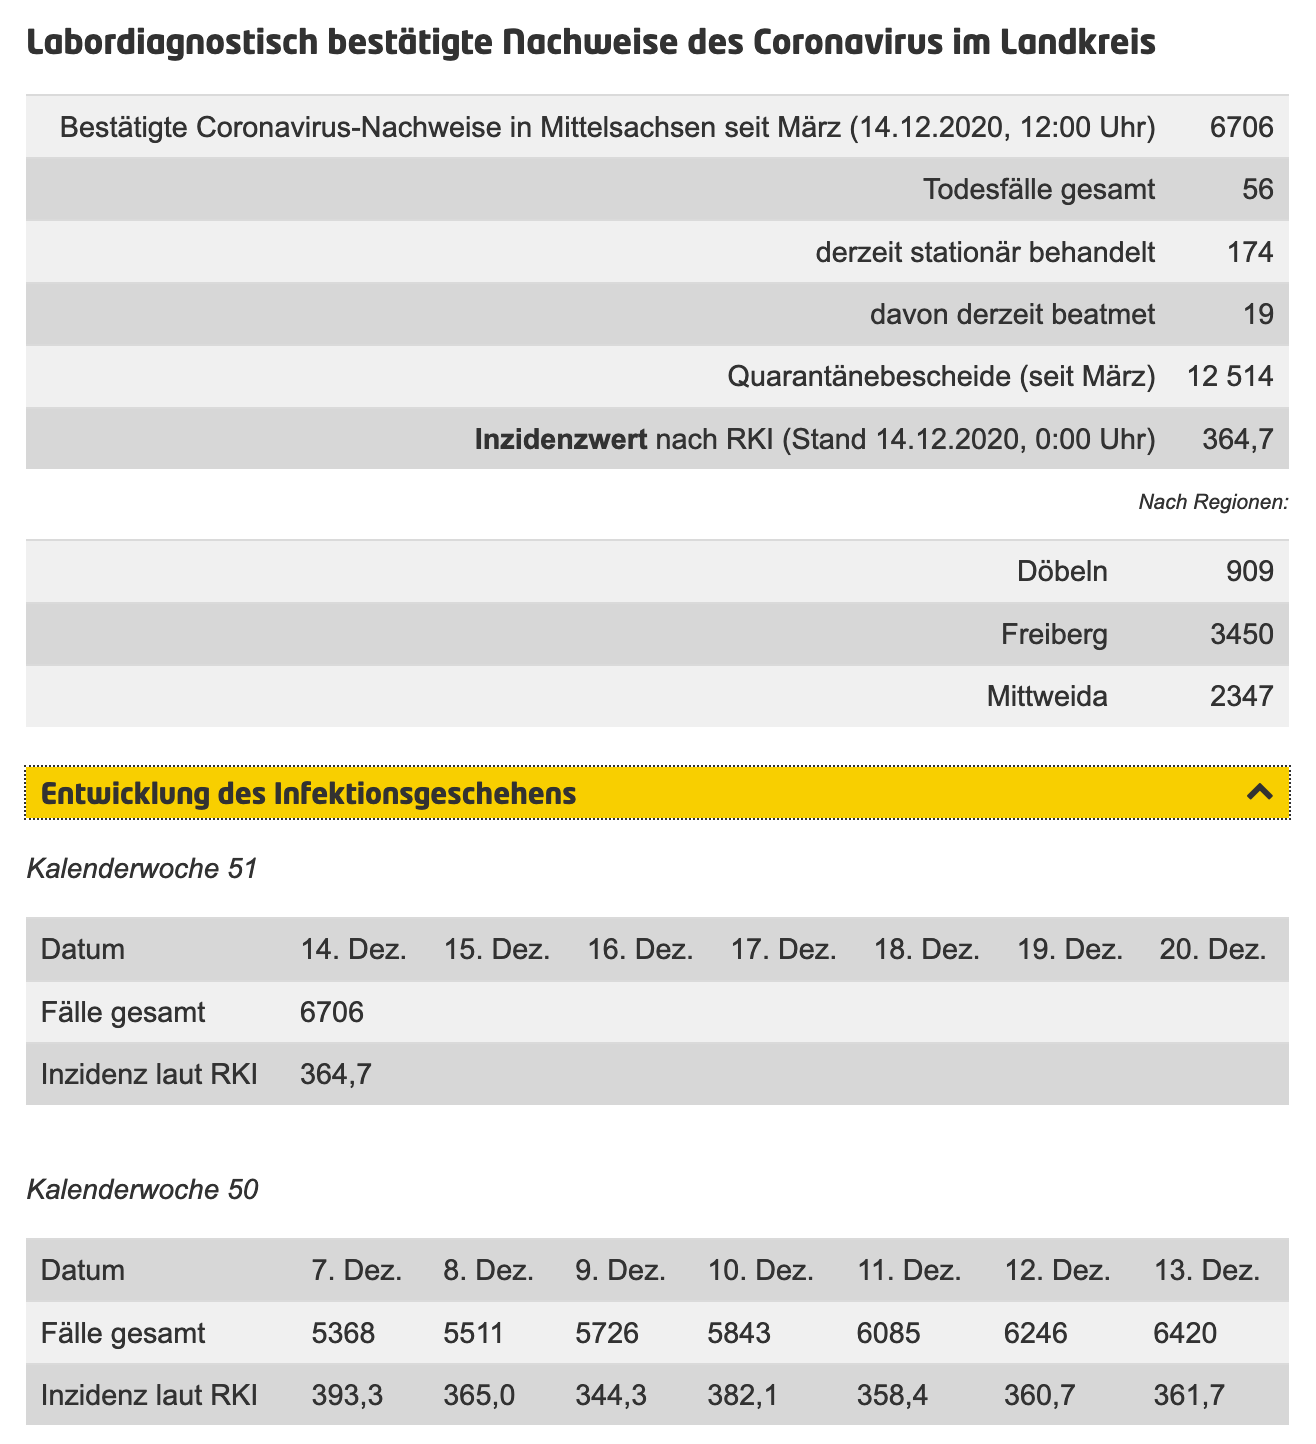 Labordiagnostisch bestätigte Nachweise des Coronavirus im Landkreis
Bestätigte Coronavirus-Nachweise in Mittelsachsen seit März (14.12.2020, 12:00 Uhr) 6706
Todesfälle gesamt 56
derzeit stationär behandelt 174
davon derzeit beatmet 19
Quarantänebescheide (seit März) 12 514
Inzidenzwert nach RKI (Stand 14.12.2020, 0:00 Uhr) 364,7
Nach Regionen:
Döbeln 909
Freiberg 3450
Mittweida 2347
Entwicklung des Infektionsgeschehens
Kalenderwoche 51
Datum 14. Dez. 15. Dez. 16. Dez. 17. Dez. 18. Dez. 19. Dez. 20. Dez.
Fälle gesamt 6706
Inzidenz laut RKI 364,7
Kalenderwoche 50
Datum 7. Dez. 8. Dez. 9. Dez. 10. Dez. 11. Dez. 12. Dez. 13. Dez.
Fälle gesamt 5368 5511 5726 5843 6085 6246 6420
Inzidenz laut RKI 393,3 365,0 344,3 382,1 358,4 360,7 361,7